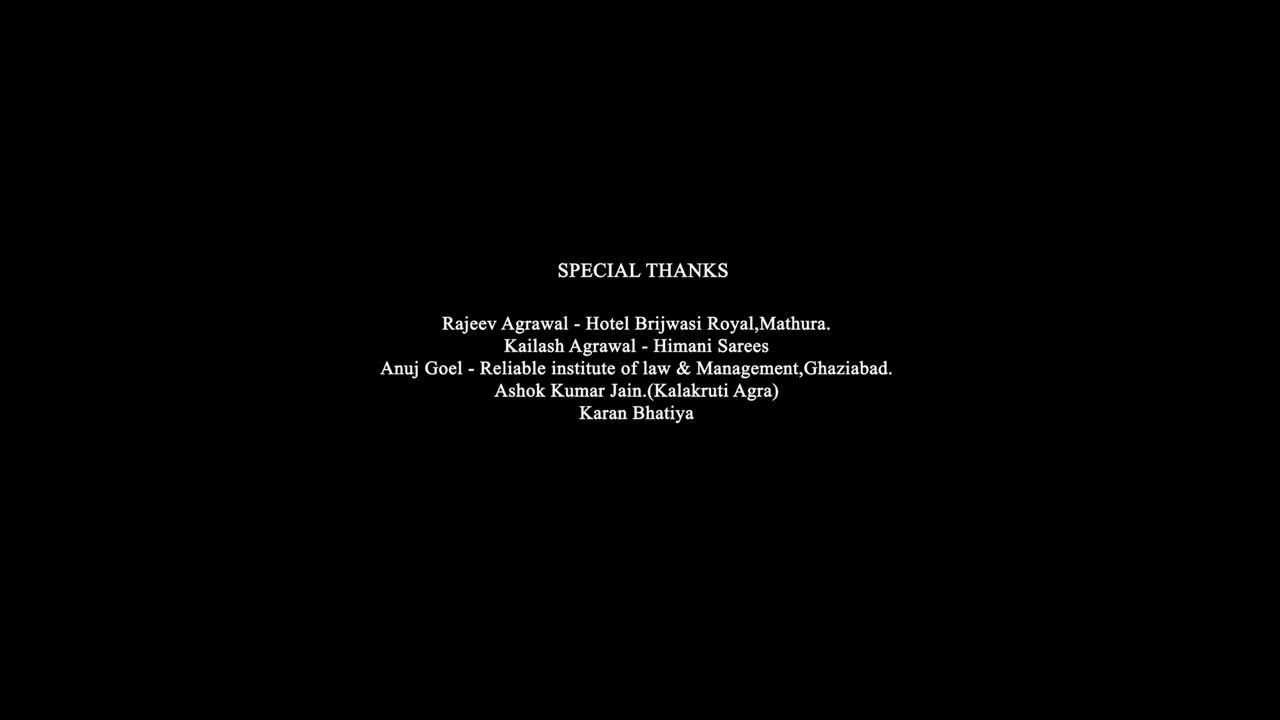 SPECIAL THANKS
Rajeev Agrawal - Hotel Brijwasi Royal,Mathura.
Kailash Agrawal - Himani Sarees
Anuj Goel - Reliable institute of law & Management,Ghaziabad.
Ashok Kumar Jain.(Kalakruti Agra)
Karan Bhatiya